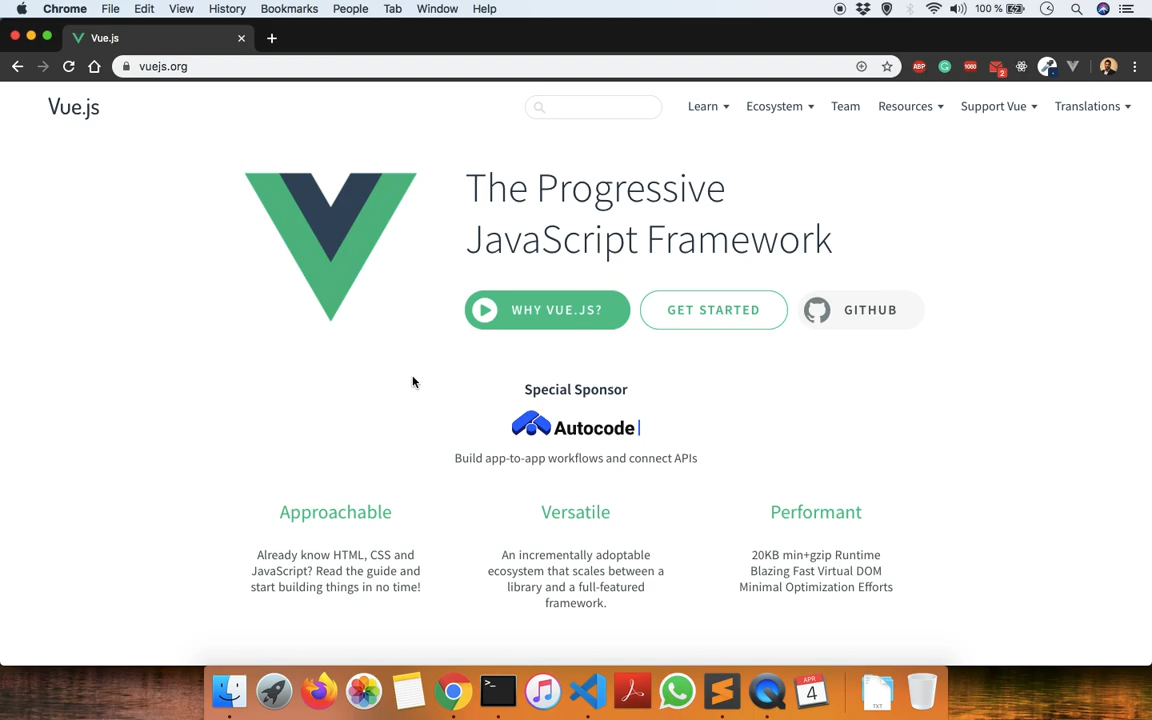 Chrome File Edit View History Bookmarks People Tab Window Help 100 %
Vue.js
vuejs.org ABP 1000 2
Vue.js Learn Ecosystem Team Resources Support Vue Translations
The Progressive
JavaScript Framework
WHY VUE.JS? GET STARTED GITHUB
Special Sponsor
Autocode
Build app-to-app workflows and connect APIs
Approachable Versatile Performant
Already know HTML, CSS and
JavaScript? Read the guide and
start building things in no time!
An incrementally adoptable
ecosystem that scales between a
library and a full-featured
framework.
20KB min+gzip Runtime
Blazing Fast Virtual DOM
Minimal Optimization Efforts
APR
4
TXT